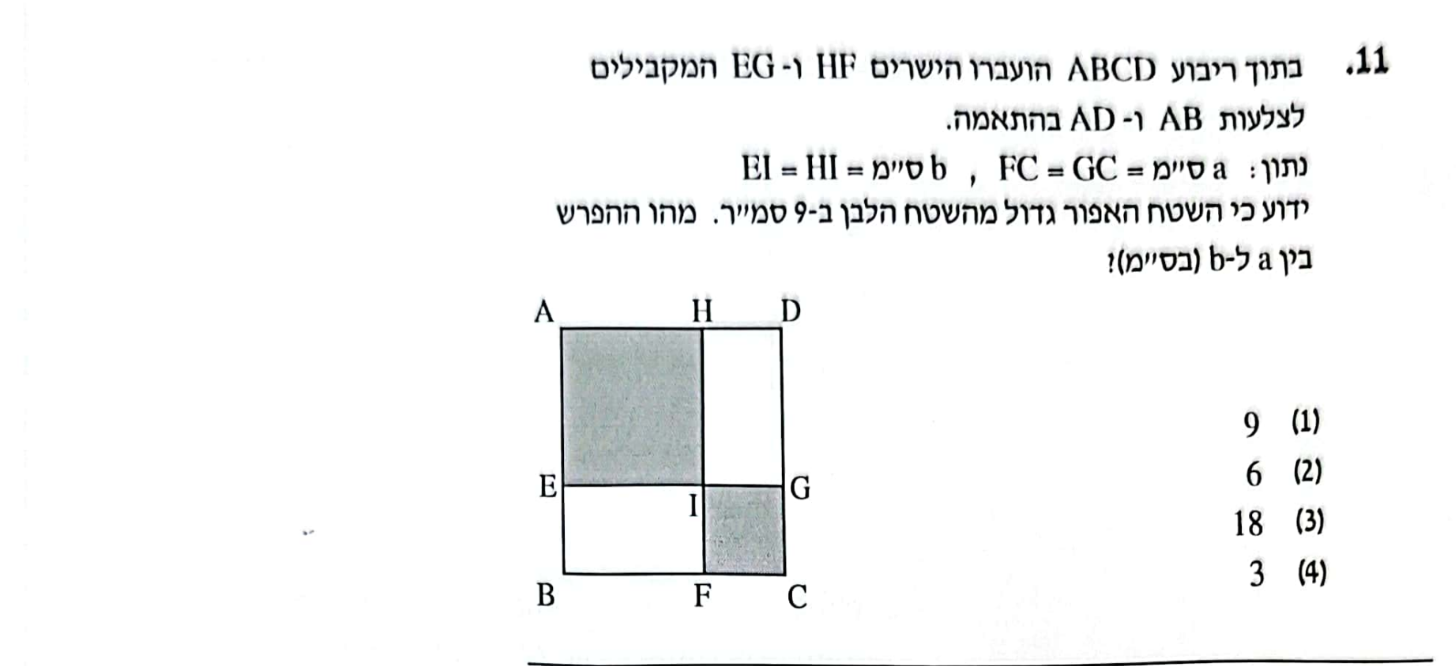 11. בתוך ריבוע ABCD הועברו הישרים HF ו- EG המקבילים
לצלעות AB ו- AD בהתאמה.
נתון: a ס״מ = FC = GC , b ס״מ = EI = HI
ידוע כי השטח האפור גדול מהשטח הלבן ב-9 סמ״ר. מהו ההפרש
בין a ל-b (בס״מ)?
A H D
E I G
B F C
(1) 9
(2) 6
(3) 18
(4) 3